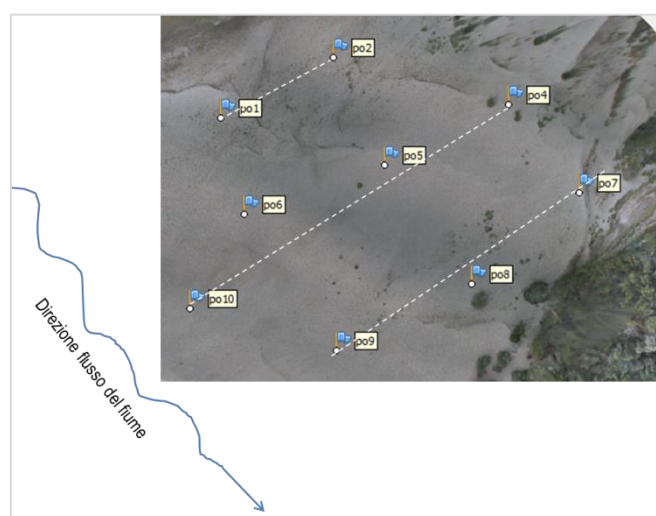 po2
po4
po1
po5
po7
po6
po8
po10
po9
Direzione flusso del fiume